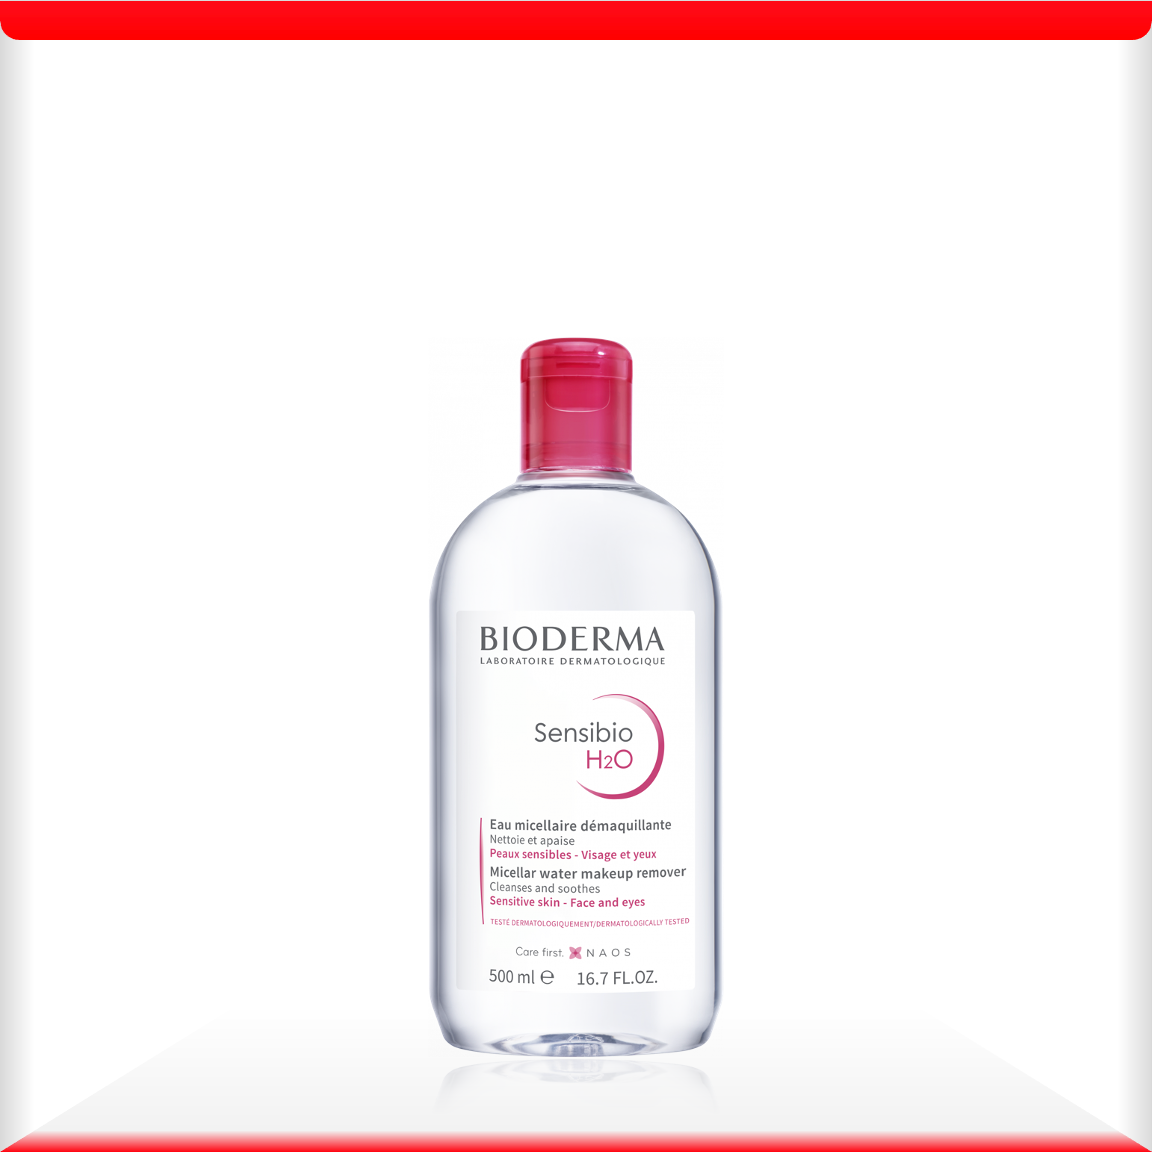 BIODERMA
LABORATOIRE DERMATOLOGIQUE
Sensibio
H2O
Eau micellaire démaquillante
Nettoie et apaise
Peaux sensibles - Visage et yeux
Micellar water makeup remover
Cleanses and soothes
Sensitive skin - Face and eyes
TESTÉ DERMATOLOGIQUEMENT/DERMATOLOGICALLY TESTED
Care first. NAOS
500 ml ℮ 16.7 FL.OZ.